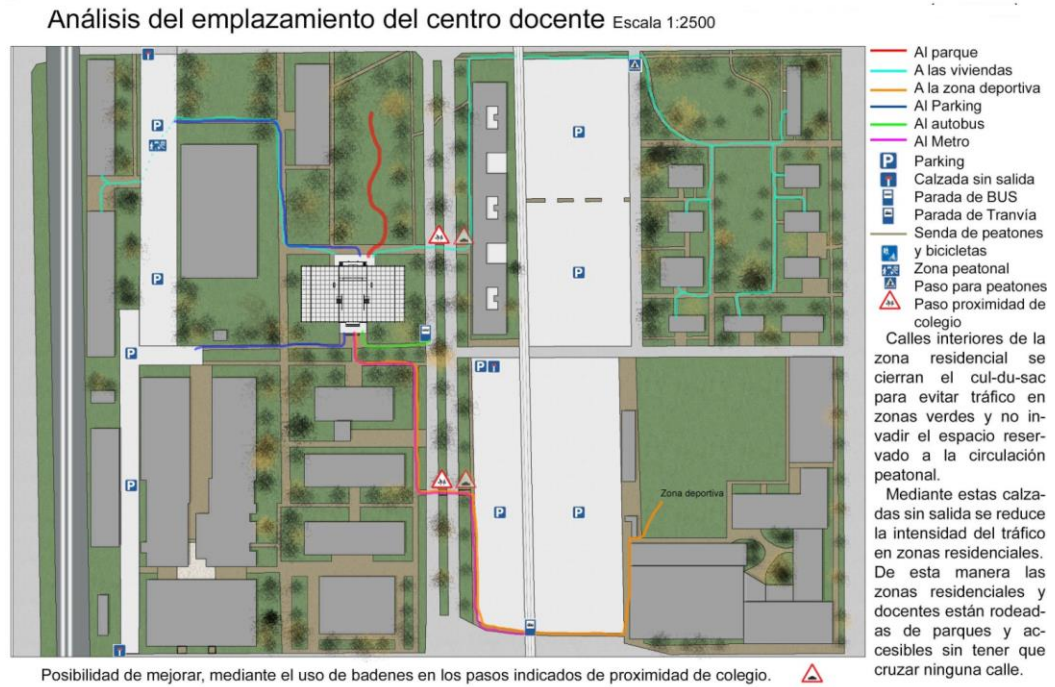 Análisis del emplazamiento del centro docente Escala 1:2500
Al parque
A las viviendas
A la zona deportiva
Al Parking
Al autobus
Al Metro
P Parking
Calzada sin salida
Parada de BUS
Parada de Tranvía
Senda de peatones
y bicicletas
Zona peatonal
Paso para peatones
Paso proximidad de
colegio
Calles interiores de la
zona residencial se
cierran el cul-du-sac
para evitar tráfico en
zonas verdes y no in-
vadir el espacio reser-
vado a la circulación
peatonal.
Mediante estas calza-
das sin salida se reduce
la intensidad del tráfico
en zonas residenciales.
De esta manera las
zonas residenciales y
docentes están rodead-
as de parques y ac-
cesibles sin tener que
cruzar ninguna calle.
P
P
P
P
P
P
P
P
P
Zona deportiva
Posibilidad de mejorar, mediante el uso de badenes en los pasos indicados de proximidad de colegio.